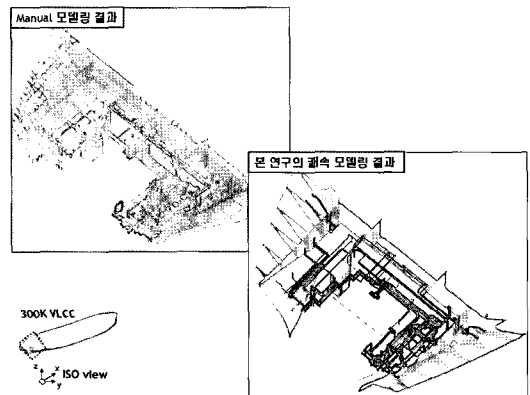 Manual 모델링 결과
본 연구의 쾌속 모델링 결과
300K VLCC
z
x
y
ISO view